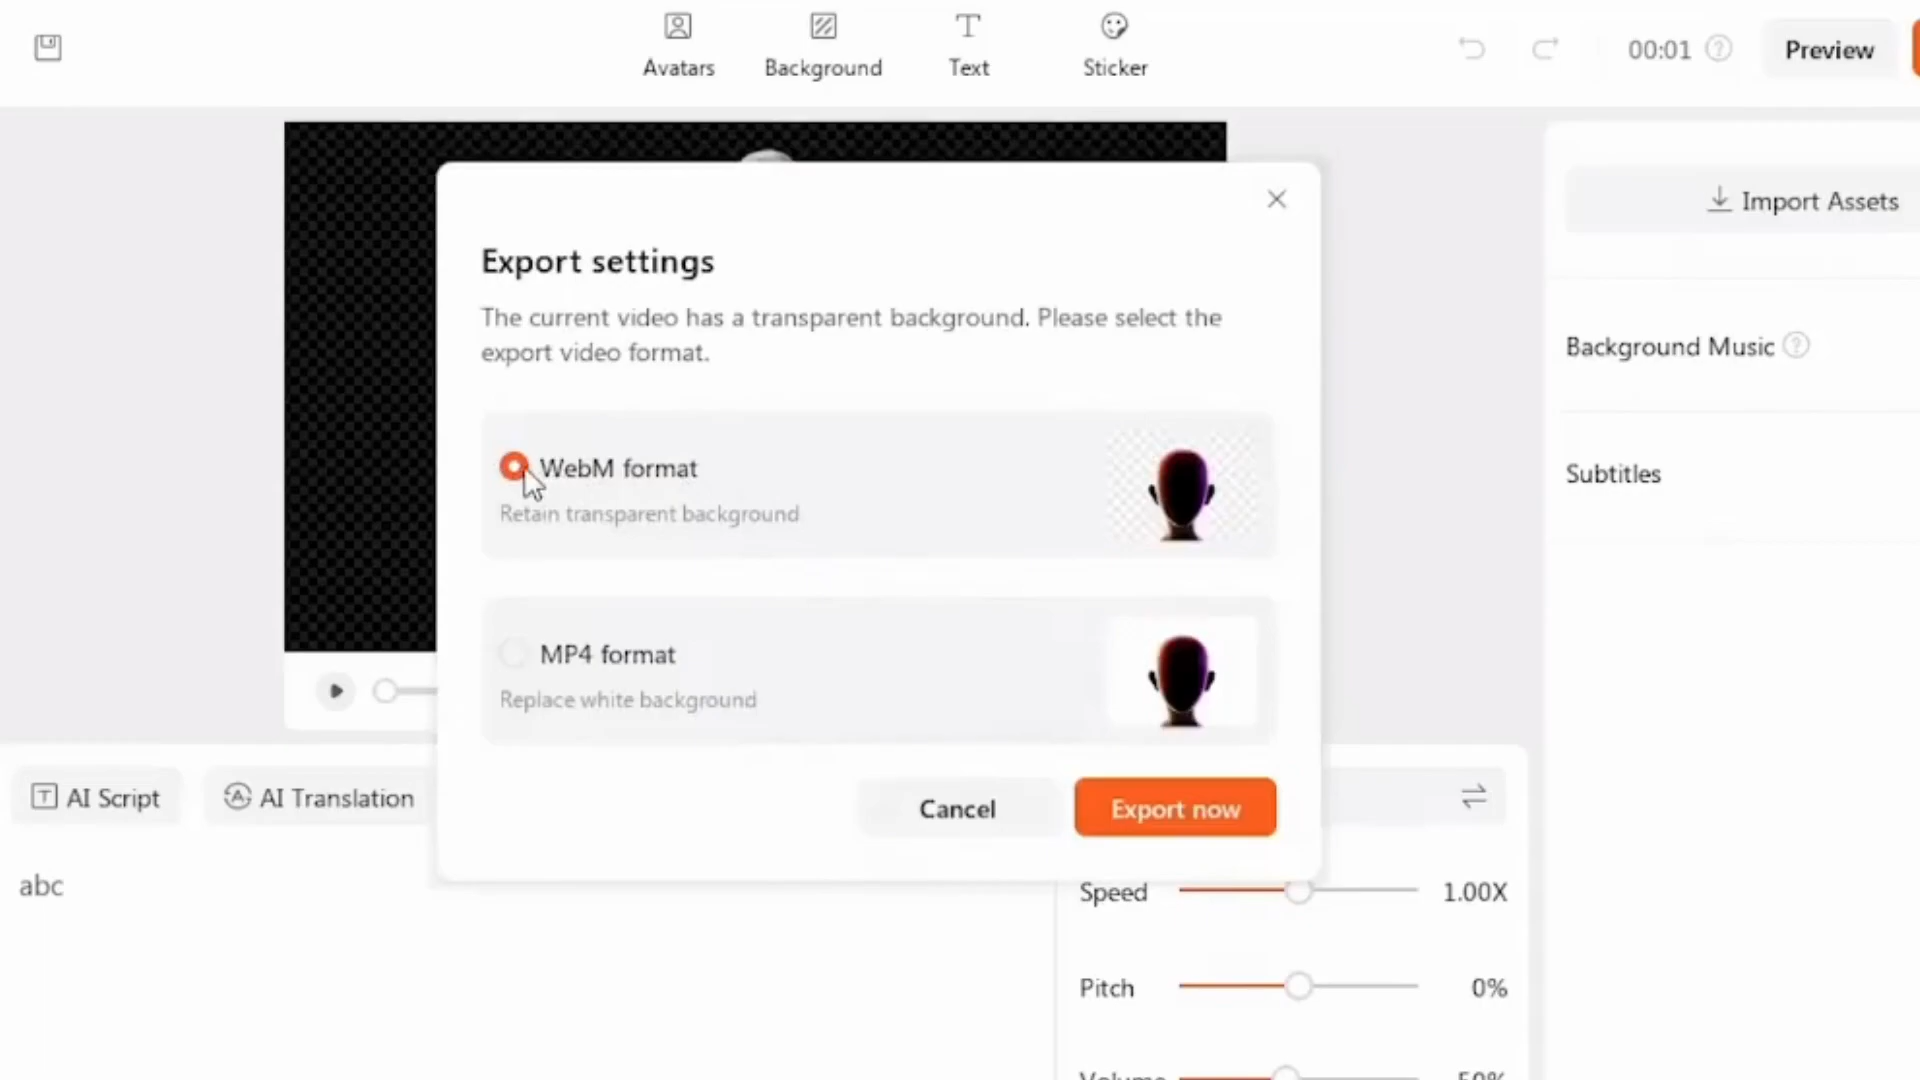 Avatars
Background
Text
Sticker
00:01
Preview
Import Assets
Export settings
The current video has a transparent background. Please select the
export video format.
WebM format
Retain transparent background
MP4 format
Replace white background
Cancel
Export now
Background Music
Subtitles
AI Script
AI Translation
abc
Speed
1.00X
Pitch
0%
Volume
50%